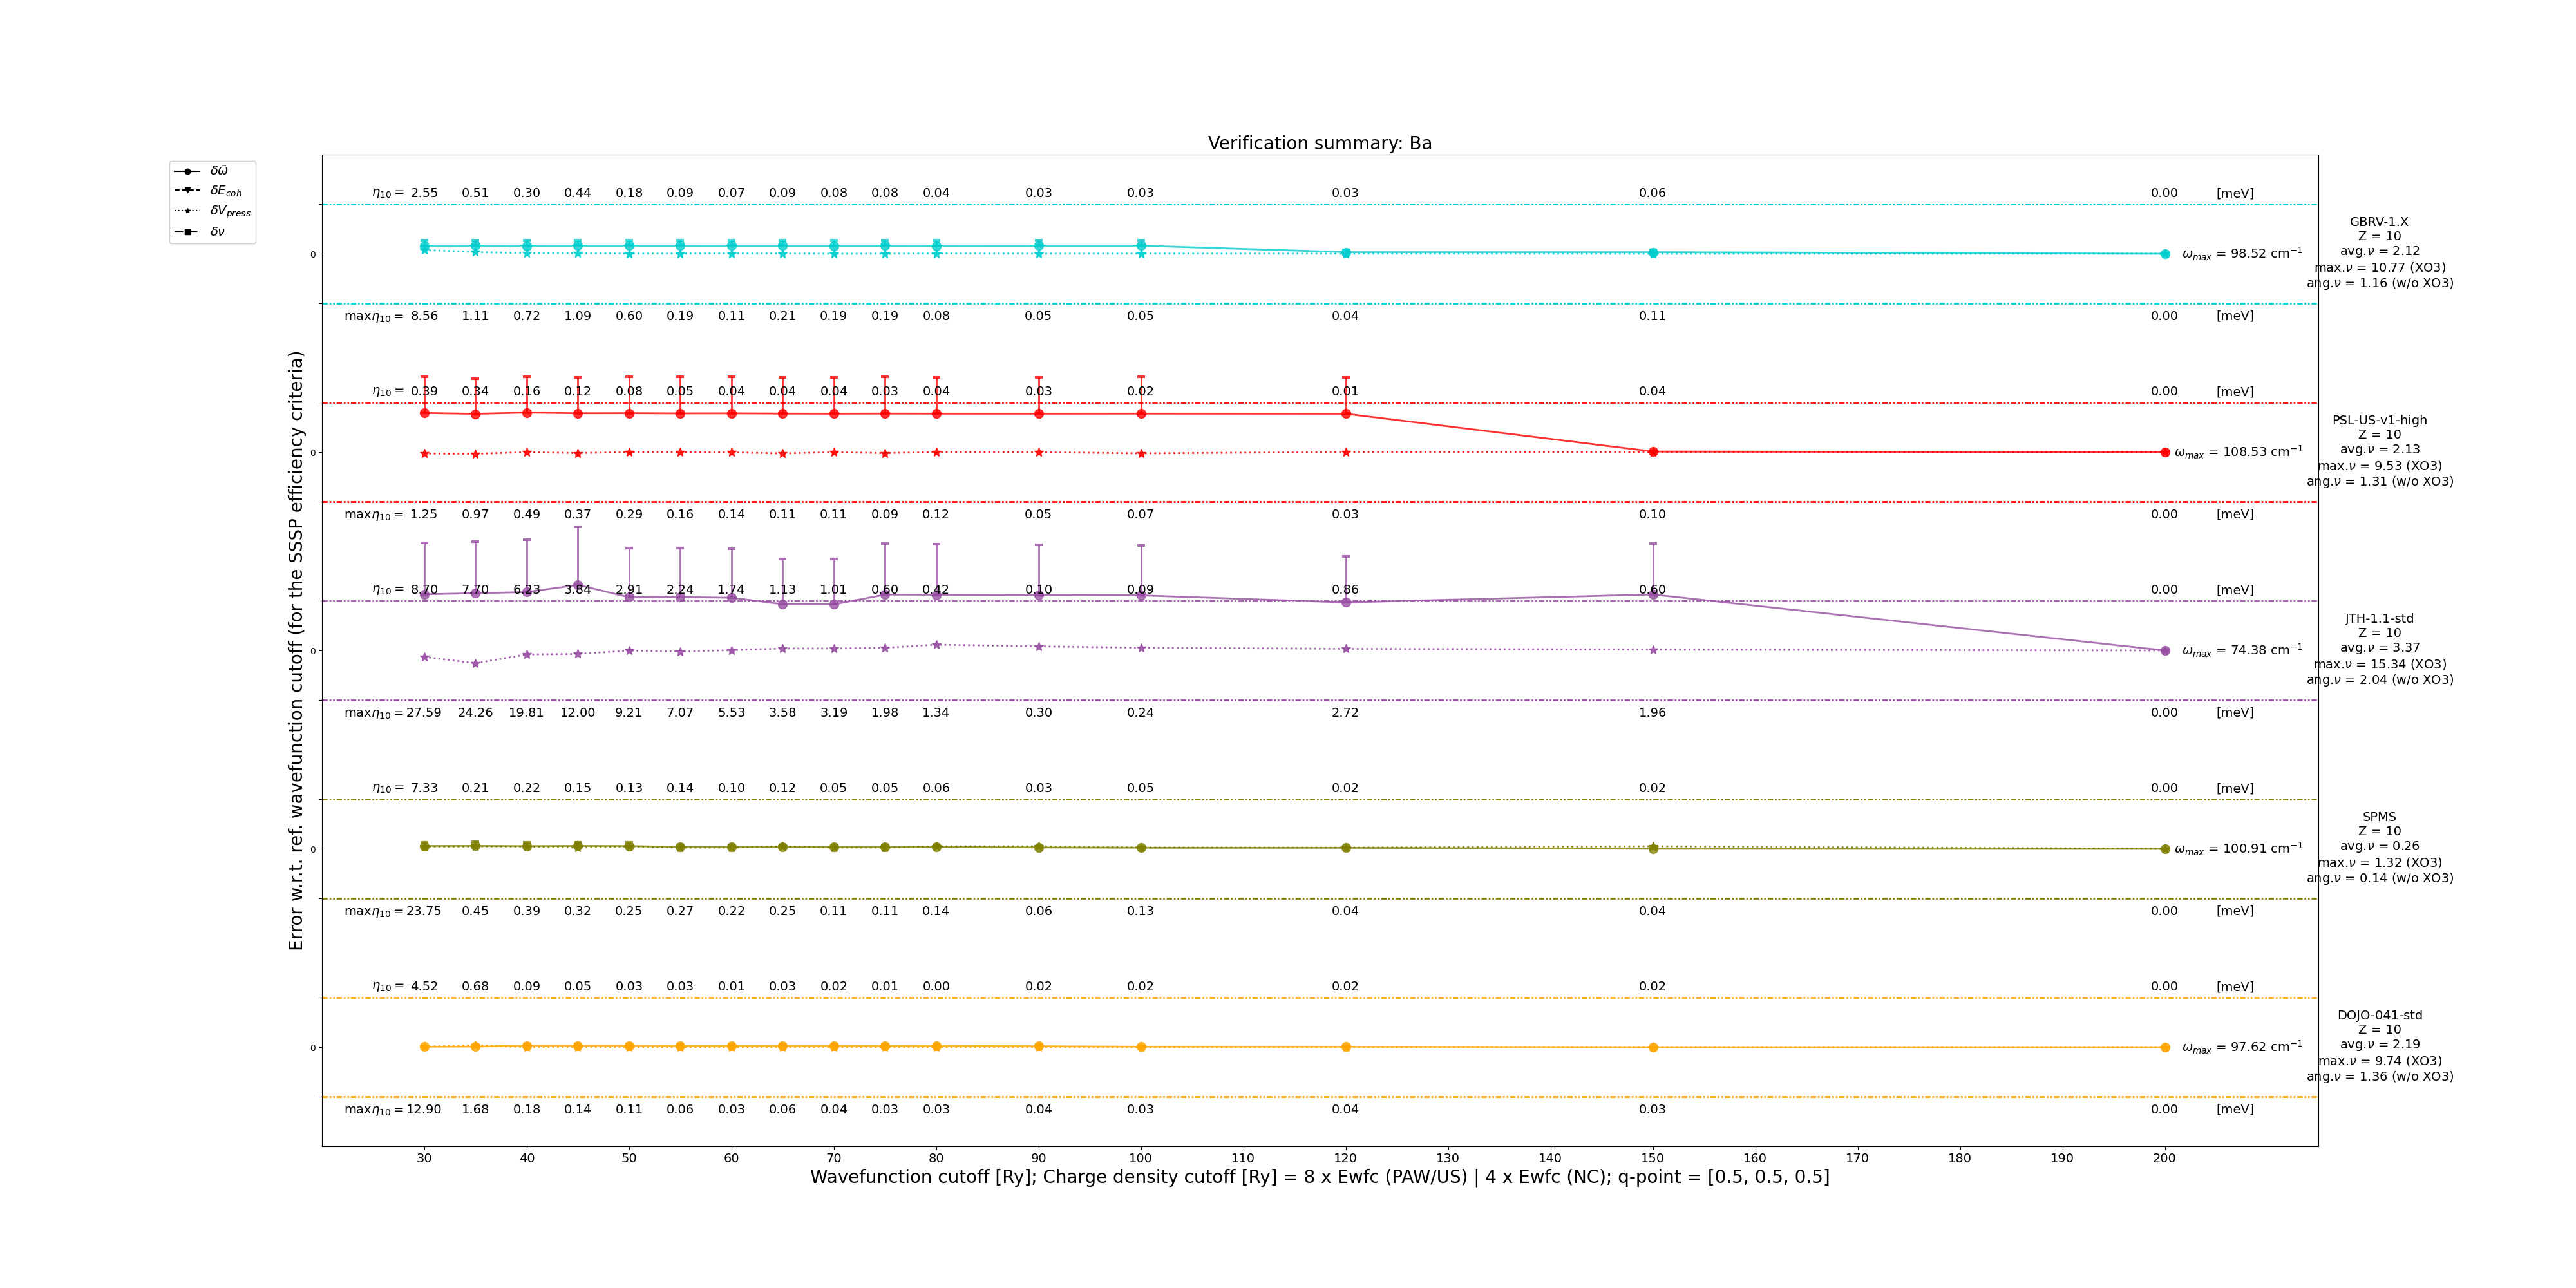 Verification summary: Ba
δω̄
δE_coh
δV_press
δν
Error w.r.t. ref. wavefunction cutoff (for the SSSP efficiency criteria)
η₁₀ = 2.55 0.51 0.30 0.44 0.18 0.09 0.07 0.09 0.08 0.08 0.04 0.03 0.03 0.03 0.06 0.00 [meV]
0
ω_max = 98.52 cm⁻¹
GBRV-1.X
Z = 10
avg.ν = 2.12
max.ν = 10.77 (XO3)
ang.ν = 1.16 (w/o XO3)
maxη₁₀ = 8.56 1.11 0.72 1.09 0.60 0.19 0.11 0.21 0.19 0.19 0.08 0.05 0.05 0.04 0.11 0.00 [meV]
η₁₀ = 0.39 0.34 0.16 0.12 0.08 0.05 0.04 0.04 0.04 0.03 0.04 0.03 0.02 0.01 0.04 0.00 [meV]
0
ω_max = 108.53 cm⁻¹
PSL-US-v1-high
Z = 10
avg.ν = 2.13
max.ν = 9.53 (XO3)
ang.ν = 1.31 (w/o XO3)
maxη₁₀ = 1.25 0.97 0.49 0.37 0.29 0.16 0.14 0.11 0.11 0.09 0.12 0.05 0.07 0.03 0.10 0.00 [meV]
η₁₀ = 8.70 7.70 6.23 3.84 2.91 2.24 1.74 1.13 1.01 0.60 0.42 0.10 0.09 0.86 0.60 0.00 [meV]
0
ω_max = 74.38 cm⁻¹
JTH-1.1-std
Z = 10
avg.ν = 3.37
max.ν = 15.34 (XO3)
ang.ν = 2.04 (w/o XO3)
maxη₁₀ = 27.59 24.26 19.81 12.00 9.21 7.07 5.53 3.58 3.19 1.98 1.34 0.30 0.24 2.72 1.96 0.00 [meV]
η₁₀ = 7.33 0.21 0.22 0.15 0.13 0.14 0.10 0.12 0.05 0.05 0.06 0.03 0.05 0.02 0.02 0.00 [meV]
0
ω_max = 100.91 cm⁻¹
SPMS
Z = 10
avg.ν = 0.26
max.ν = 1.32 (XO3)
ang.ν = 0.14 (w/o XO3)
maxη₁₀ = 23.75 0.45 0.39 0.32 0.25 0.27 0.22 0.25 0.11 0.11 0.14 0.06 0.13 0.04 0.04 0.00 [meV]
η₁₀ = 4.52 0.68 0.09 0.05 0.03 0.03 0.01 0.03 0.02 0.01 0.00 0.02 0.02 0.02 0.02 0.00 [meV]
0
ω_max = 97.62 cm⁻¹
DOJO-041-std
Z = 10
avg.ν = 2.19
max.ν = 9.74 (XO3)
ang.ν = 1.36 (w/o XO3)
maxη₁₀ = 12.90 1.68 0.18 0.14 0.11 0.06 0.03 0.06 0.04 0.03 0.03 0.04 0.03 0.04 0.03 0.00 [meV]
30 40 50 60 70 80 90 100 110 120 130 140 150 160 170 180 190 200
Wavefunction cutoff [Ry]; Charge density cutoff [Ry] = 8 x Ewfc (PAW/US) | 4 x Ewfc (NC); q-point = [0.5, 0.5, 0.5]